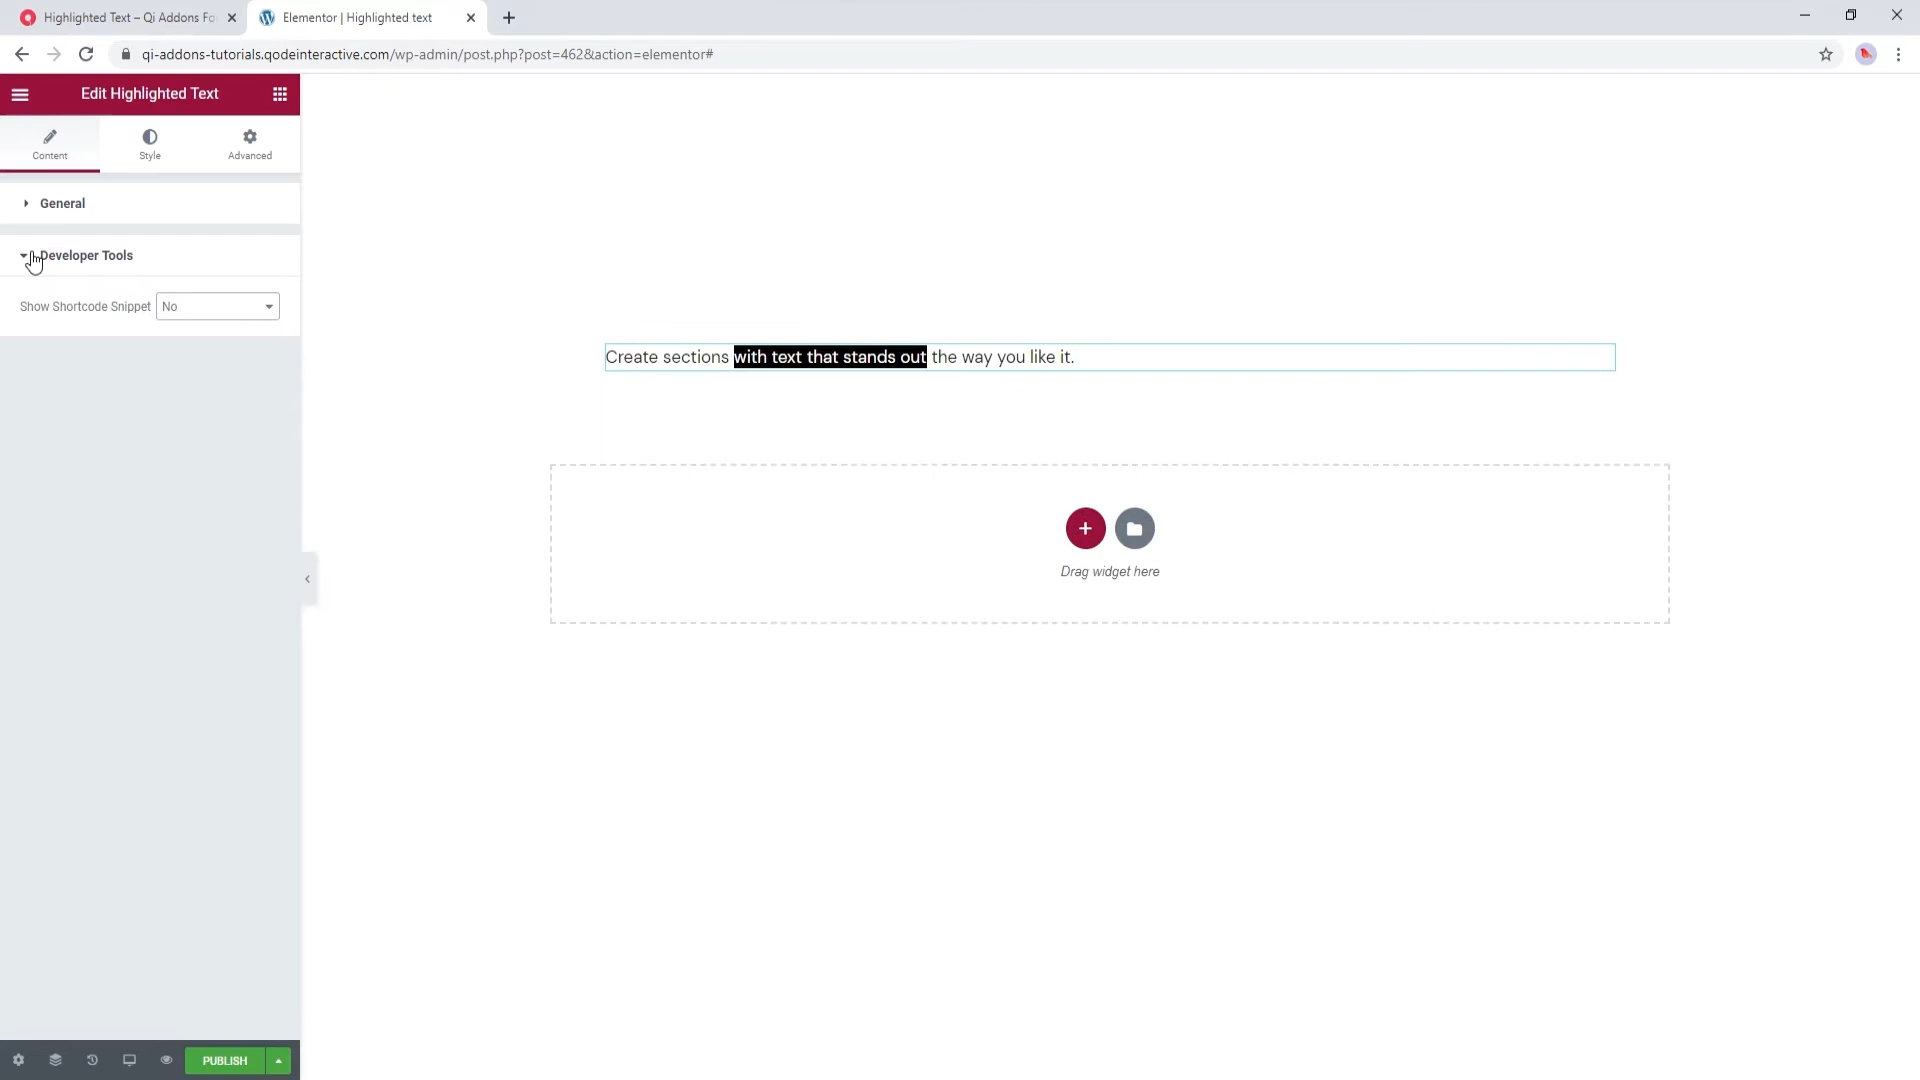 Highlighted Text – Qi Addons Fo
Elementor | Highlighted text
qi-addons-tutorials.qodeinteractive.com/wp-admin/post.php?post=462&action=elementor#
Edit Highlighted Text
Content
Style
Advanced
General
Developer Tools
Show Shortcode Snippet
No
Create sections with text that stands out the way you like it.
Drag widget here
PUBLISH